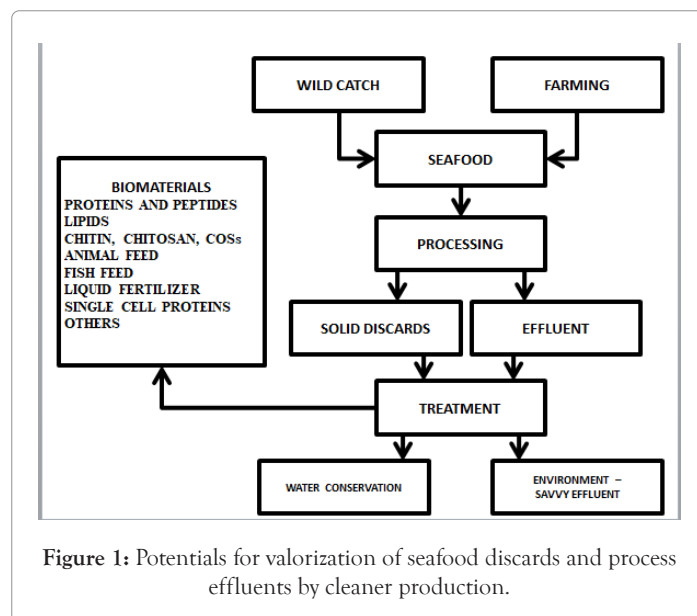 WILD CATCH
FARMING
SEAFOOD
BIOMATERIALS
PROTEINS AND PEPTIDES
LIPIDS
CHITIN, CHITOSAN, COSs
ANIMAL FEED
FISH FEED
LIQUID FERTILIZER
SINGLE CELL PROTEINS
OTHERS
PROCESSING
SOLID DISCARDS
EFFLUENT
TREATMENT
WATER CONSERVATION
ENVIRONMENT –
SAVVY EFFLUENT
Figure 1: Potentials for valorization of seafood discards and process
effluents by cleaner production.